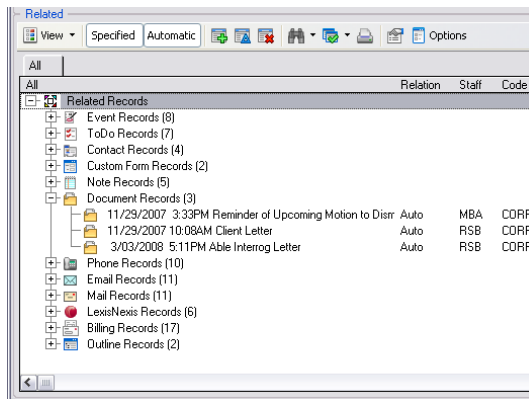 Related
View Specified Automatic Options
All
All Relation Staff Code
Related Records
Event Records (8)
ToDo Records (7)
Contact Records (4)
Custom Form Records (2)
Note Records (5)
Document Records (3)
11/29/2007 3:33PM Reminder of Upcoming Motion to Dism Auto MBA CORF
11/29/2007 10:08AM Client Letter Auto RSB CORF
3/03/2008 5:11PM Able Interrog Letter Auto RSB CORF
Phone Records (10)
Email Records (11)
Mail Records (11)
LexisNexis Records (6)
Billing Records (17)
Outline Records (2)